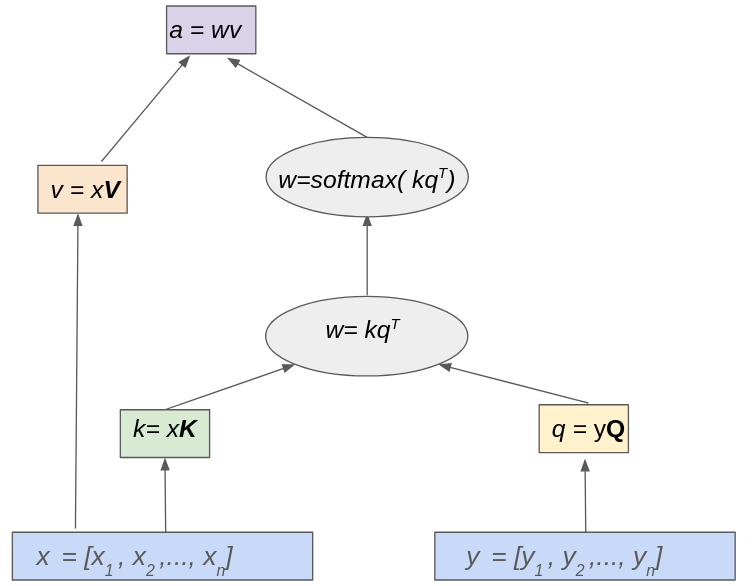 a = wv
w=softmax( kqᵀ)
v = xV
w= kqᵀ
k= xK
q = yQ
x = [x₁ , x₂ ,..., xₙ]
y = [y₁ , y₂ ,..., yₙ]